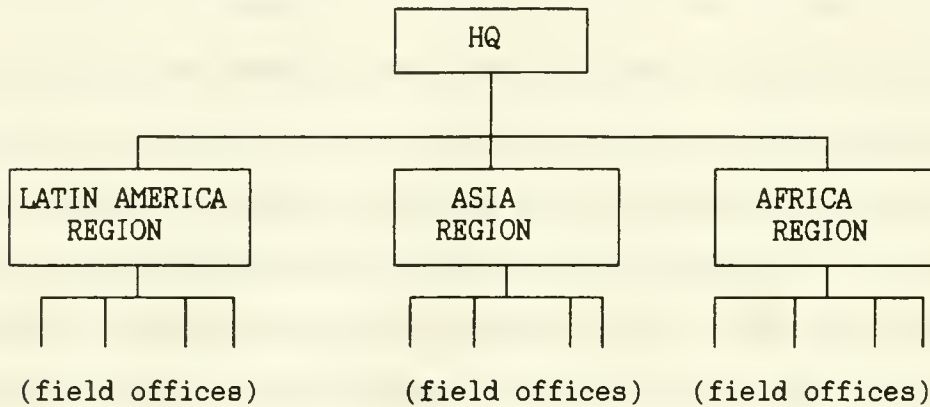 HQ
LATIN AMERICA
REGION
ASIA
REGION
AFRICA
REGION
(field offices)
(field offices)
(field offices)